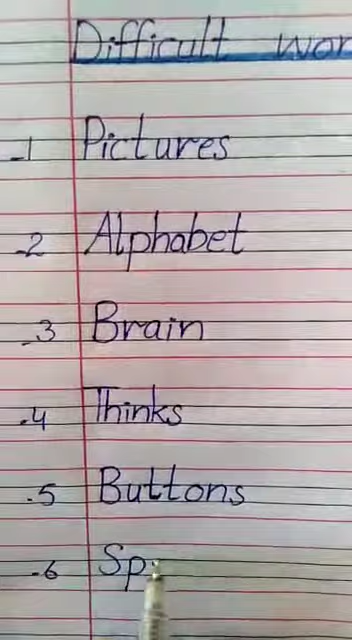 Difficult wor
1 Pictures
2 Alphabet
3 Brain
4 Thinks
5 Buttons
6 Sp